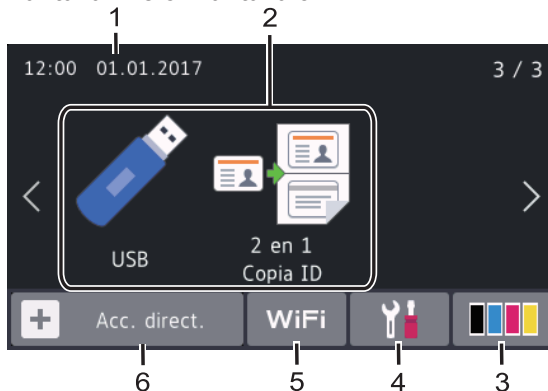 1 2
12:00 01.01.2017 3 / 3
USB
2 en 1
Copia ID
Acc. direct. WiFi
6 5 4 3